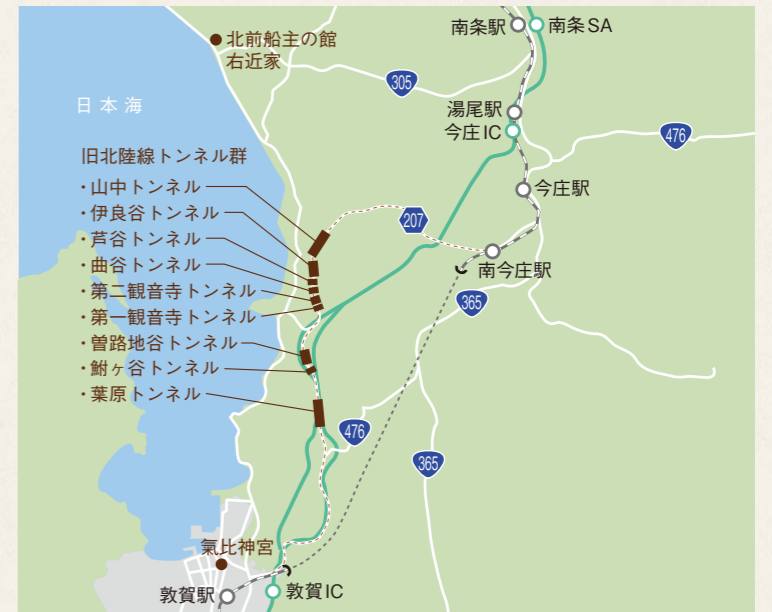 北前船主の館
右近家
南条駅
南条SA
305
日本海
湯尾駅
今庄IC
476
旧北陸線トンネル群
・山中トンネル
・伊良谷トンネル
・芦谷トンネル
・曲谷トンネル
・第二観音寺トンネル
・第一観音寺トンネル
・曽路地谷トンネル
・鮒ヶ谷トンネル
・葉原トンネル
今庄駅
207
南今庄駅
365
476
365
氣比神宮
敦賀駅
敦賀IC